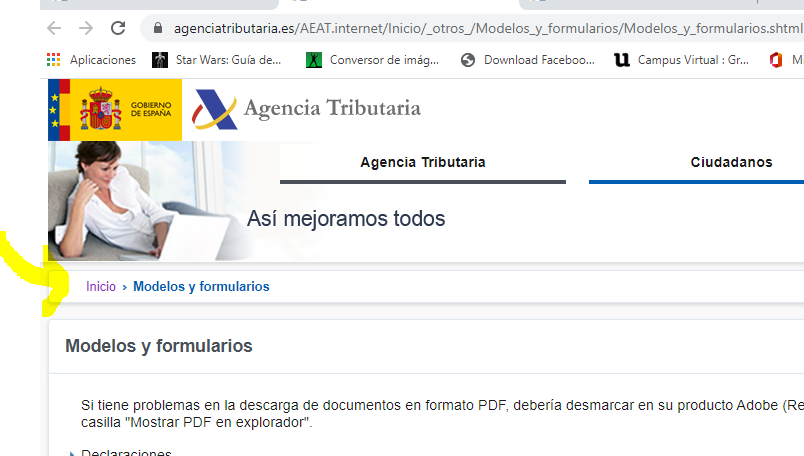 agenciatributaria.es/AEAT.internet/Inicio/_otros_/Modelos_y_formularios/Modelos_y_formularios.shtml
Aplicaciones Star Wars: Guía de... Conversor de imág... Download Faceboo... Campus Virtual : Gr...
GOBIERNO
DE ESPAÑA
Agencia Tributaria
Agencia Tributaria Ciudadanos
Así mejoramos todos
Inicio › Modelos y formularios
Modelos y formularios
Si tiene problemas en la descarga de documentos en formato PDF, debería desmarcar en su producto Adobe (Re
casilla "Mostrar PDF en explorador".
Declaraciones